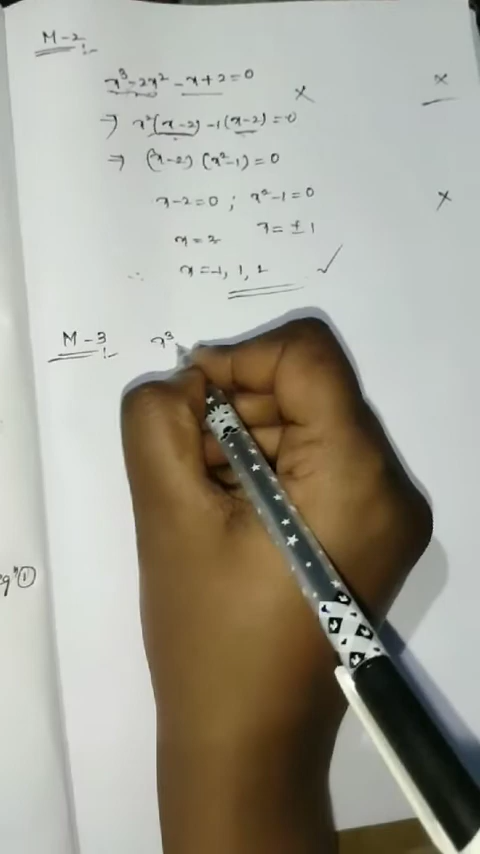 M-2
x³-2x²-x+2=0
⇒ x²(x-2)-1(x-2)=0
⇒ (x-2)(x²-1)=0
x-2=0 ; x²-1=0
x=2 x=±1
∴ x=-1, 1, 2 ✓
M-3 x³